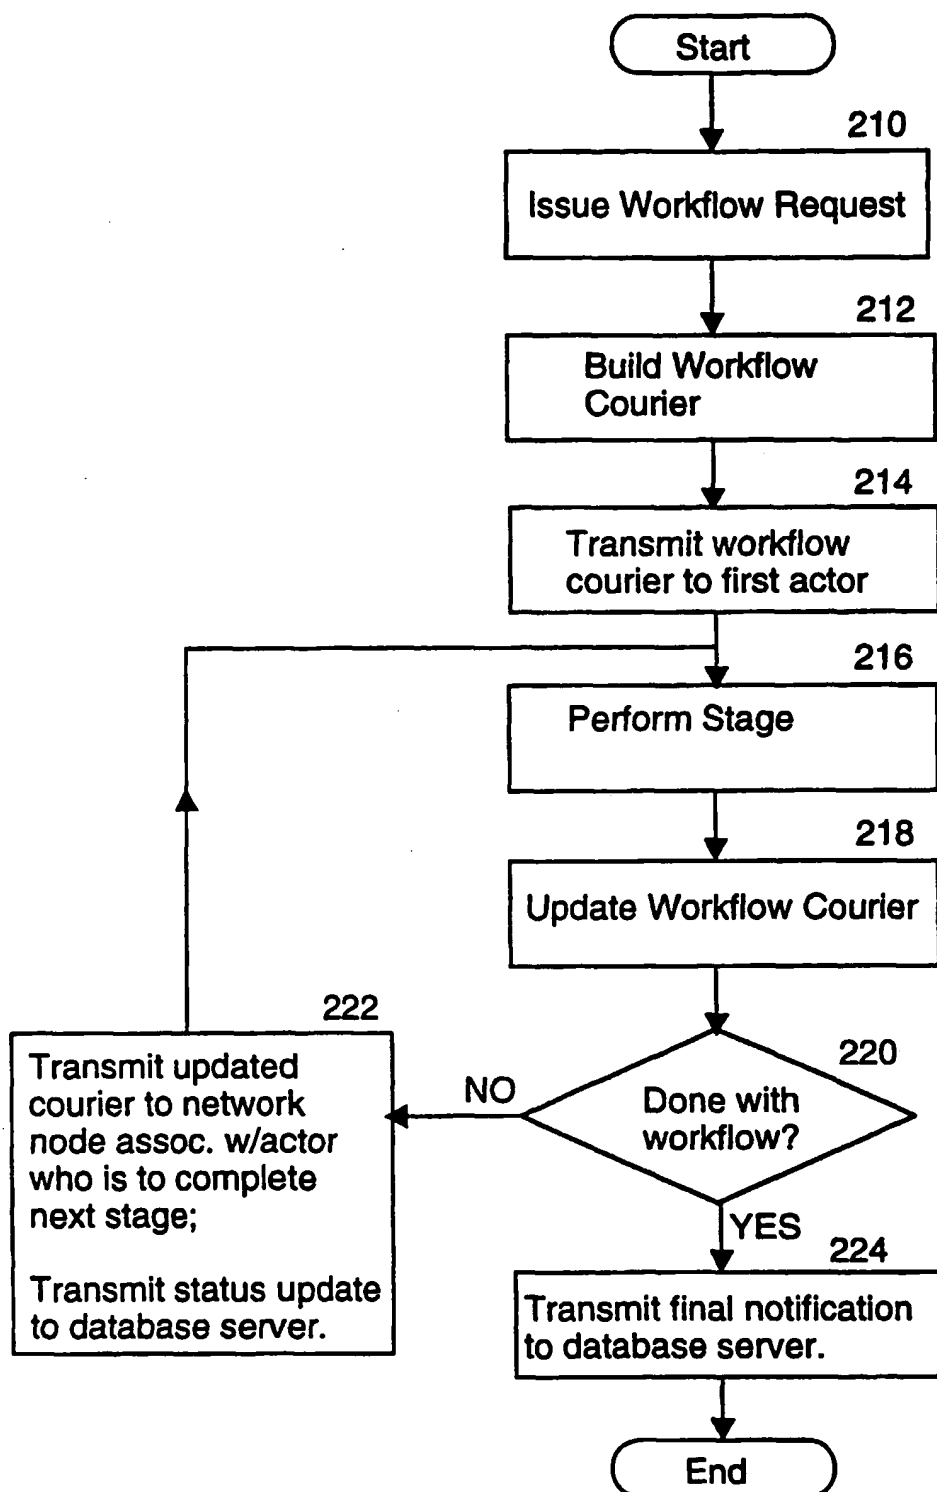 Start
210
Issue Workflow Request
212
Build Workflow
Courier
214
Transmit workflow
courier to first actor
216
Perform Stage
218
Update Workflow Courier
220
Done with
workflow?
NO
222
Transmit updated
courier to network
node assoc. w/actor
who is to complete
next stage;
Transmit status update
to database server.
YES
224
Transmit final notification
to database server.
End